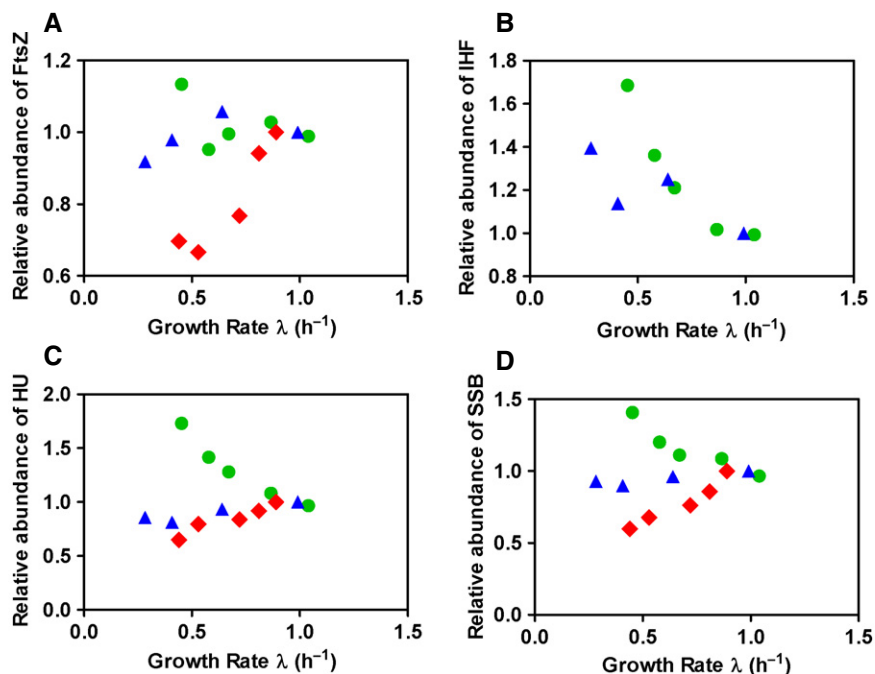 A
Relative abundance of FtsZ
1.2
1.0
0.8
0.6
0.0
0.5
1.0
1.5
Growth Rate λ (h⁻¹)
B
Relative abundance of IHF
1.8
1.6
1.4
1.2
1.0
0.8
0.0
0.5
1.0
1.5
Growth Rate λ (h⁻¹)
C
Relative abundance of HU
2.0
1.5
1.0
0.5
0.0
0.0
0.5
1.0
1.5
Growth Rate λ (h⁻¹)
D
Relative abundance of SSB
1.5
1.0
0.5
0.0
0.0
0.5
1.0
1.5
Growth Rate λ (h⁻¹)